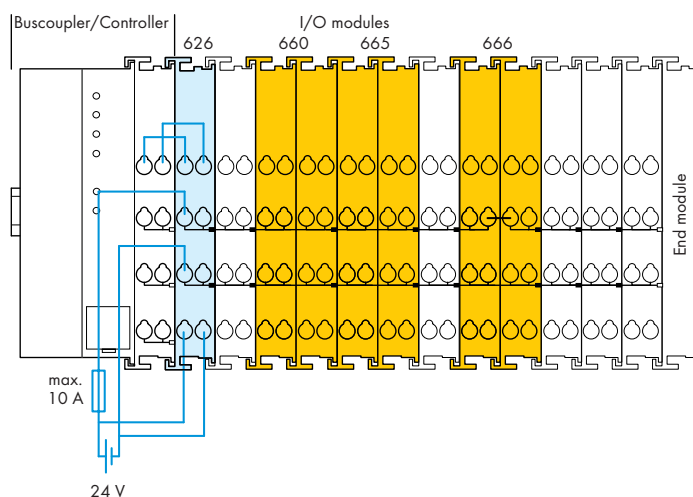 Buscoupler/Controller
I/O modules
626
660
665
666
End module
max.
10 A
24 V